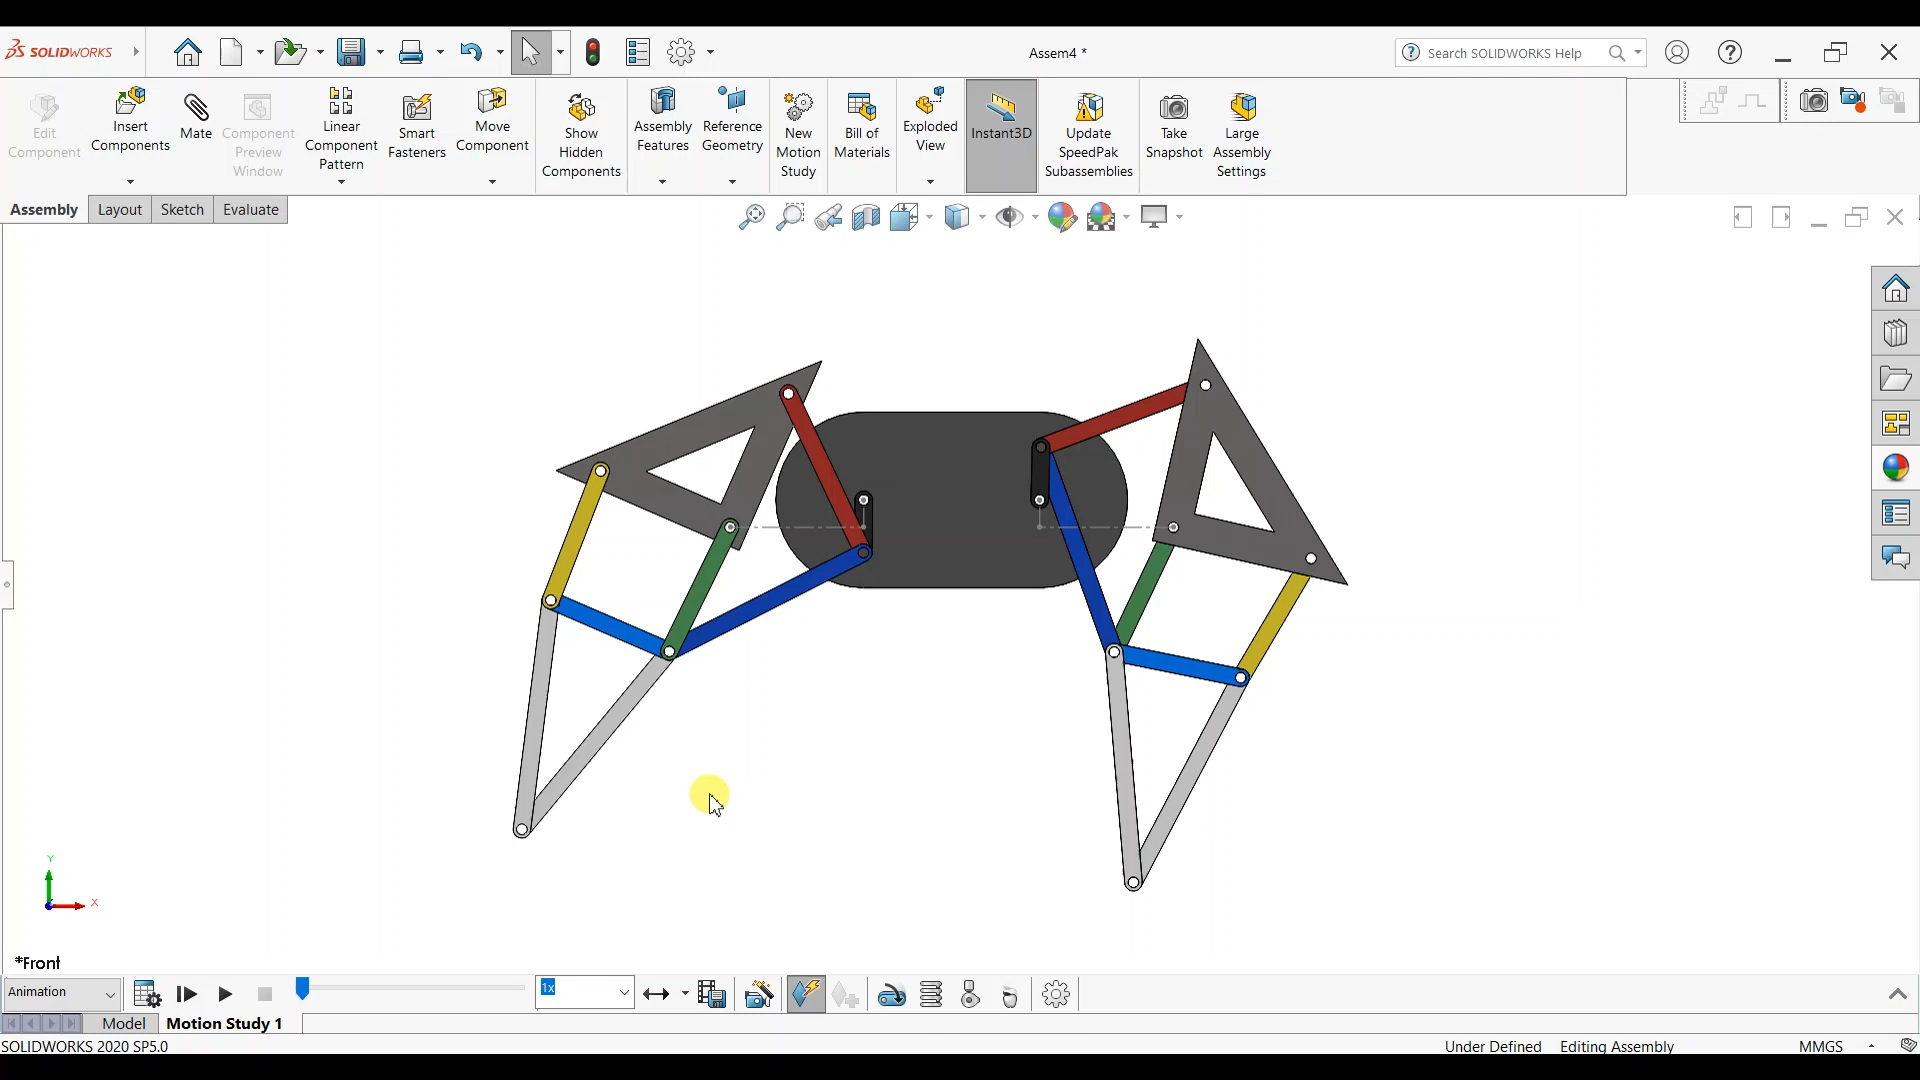 SOLIDWORKS
Assem4 *
Search SOLIDWORKS Help
Edit
Component
Insert
Components
Mate
Component
Preview
Window
Linear
Component
Pattern
Smart
Fasteners
Move
Component
Show
Hidden
Components
Assembly
Features
Reference
Geometry
New
Motion
Study
Bill of
Materials
Exploded
View
Instant3D
Update
SpeedPak
Subassemblies
Take
Snapshot
Large
Assembly
Settings
Assembly
Layout
Sketch
Evaluate
Y
X
*Front
Animation
1x
Model
Motion Study 1
SOLIDWORKS 2020 SP5.0
Under Defined
Editing Assembly
MMGS